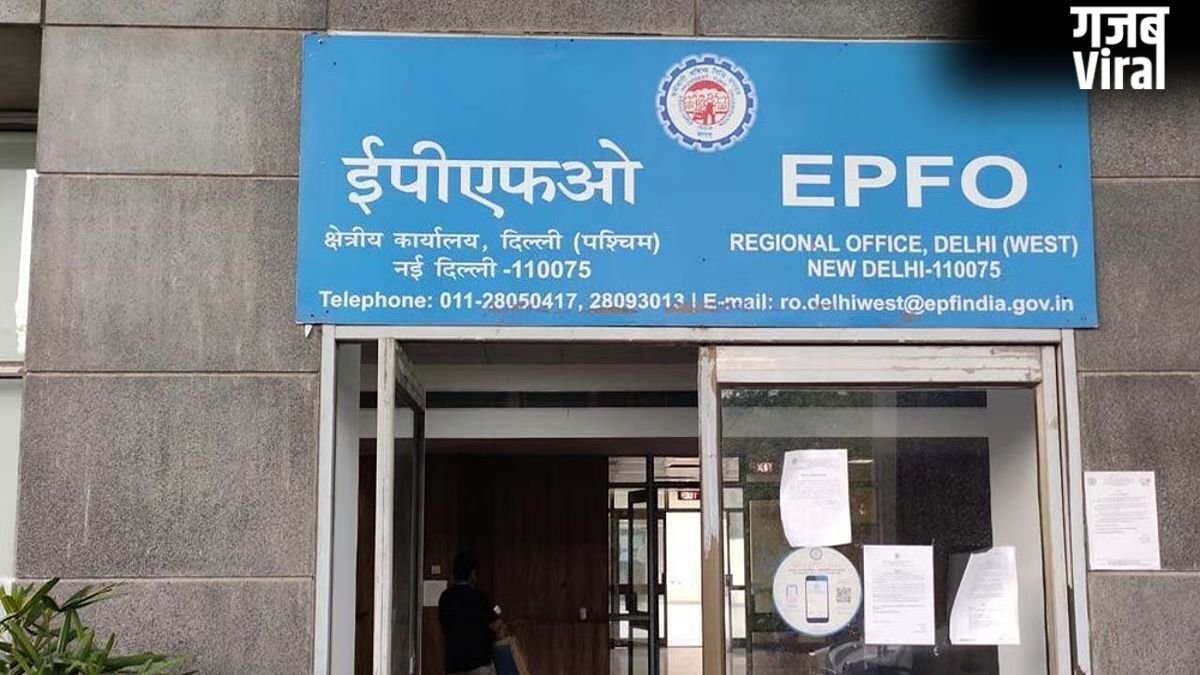 गजब
Viral
ईपीएफओ
EPFO
क्षेत्रीय कार्यालय, दिल्ली (पश्चिम)
नई दिल्ली -110075
REGIONAL OFFICE, DELHI (WEST)
NEW DELHI-110075
Telephone: 011-28050417, 28093013 | E-mail: ro.delhiwest@epfindia.gov.in
EXIT